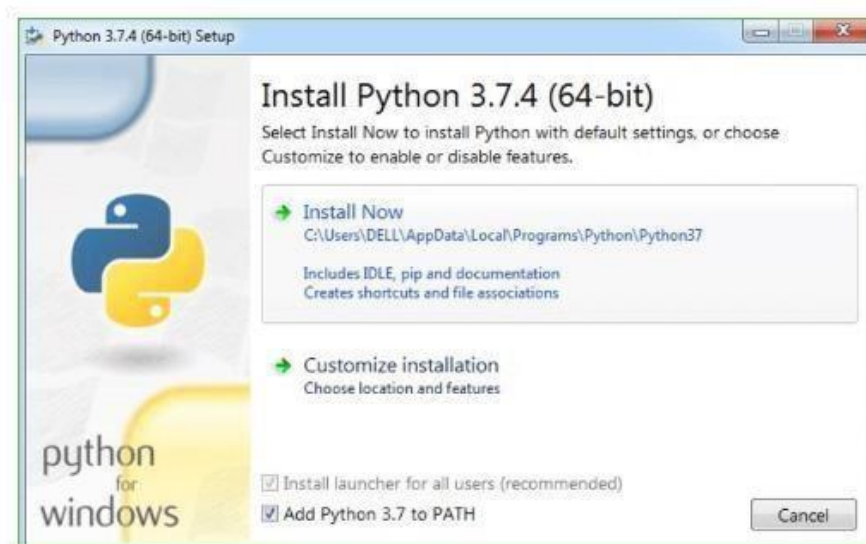 Python 3.7.4 (64-bit) Setup
Install Python 3.7.4 (64-bit)
Select Install Now to install Python with default settings, or choose
Customize to enable or disable features.
Install Now
C:\Users\DELL\AppData\Local\Programs\Python\Python37
Includes IDLE, pip and documentation
Creates shortcuts and file associations
Customize installation
Choose location and features
python
for
windows
Install launcher for all users (recommended)
Add Python 3.7 to PATH
Cancel